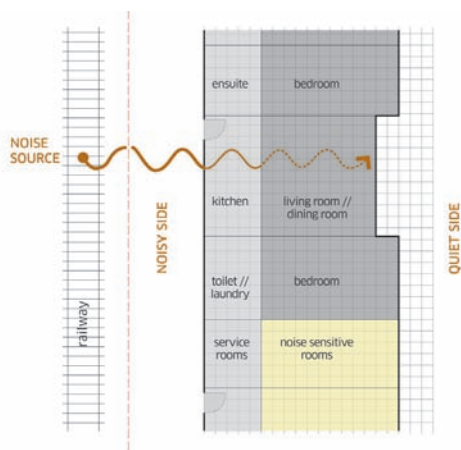 ensuite
bedroom
NOISE
SOURCE
kitchen
living room //
dining room
NOISY SIDE
QUIET SIDE
toilet //
laundry
bedroom
railway
service
rooms
noise sensitive
rooms